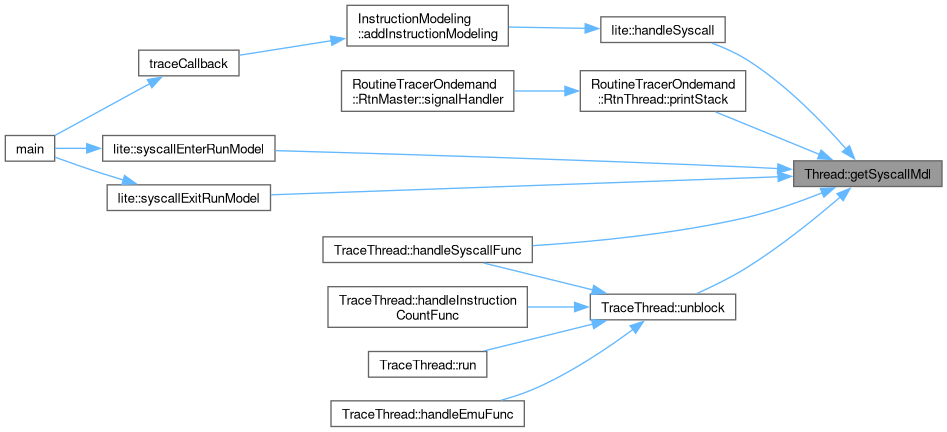 InstructionModeling
::addInstructionModeling
lite::handleSyscall
traceCallback
RoutineTracerOndemand
::RtnMaster::signalHandler
RoutineTracerOndemand
::RtnThread::printStack
main
lite::syscallEnterRunModel
Thread::getSyscallMdl
lite::syscallExitRunModel
TraceThread::handleSyscallFunc
TraceThread::handleInstruction
CountFunc
TraceThread::unblock
TraceThread::run
TraceThread::handleEmuFunc